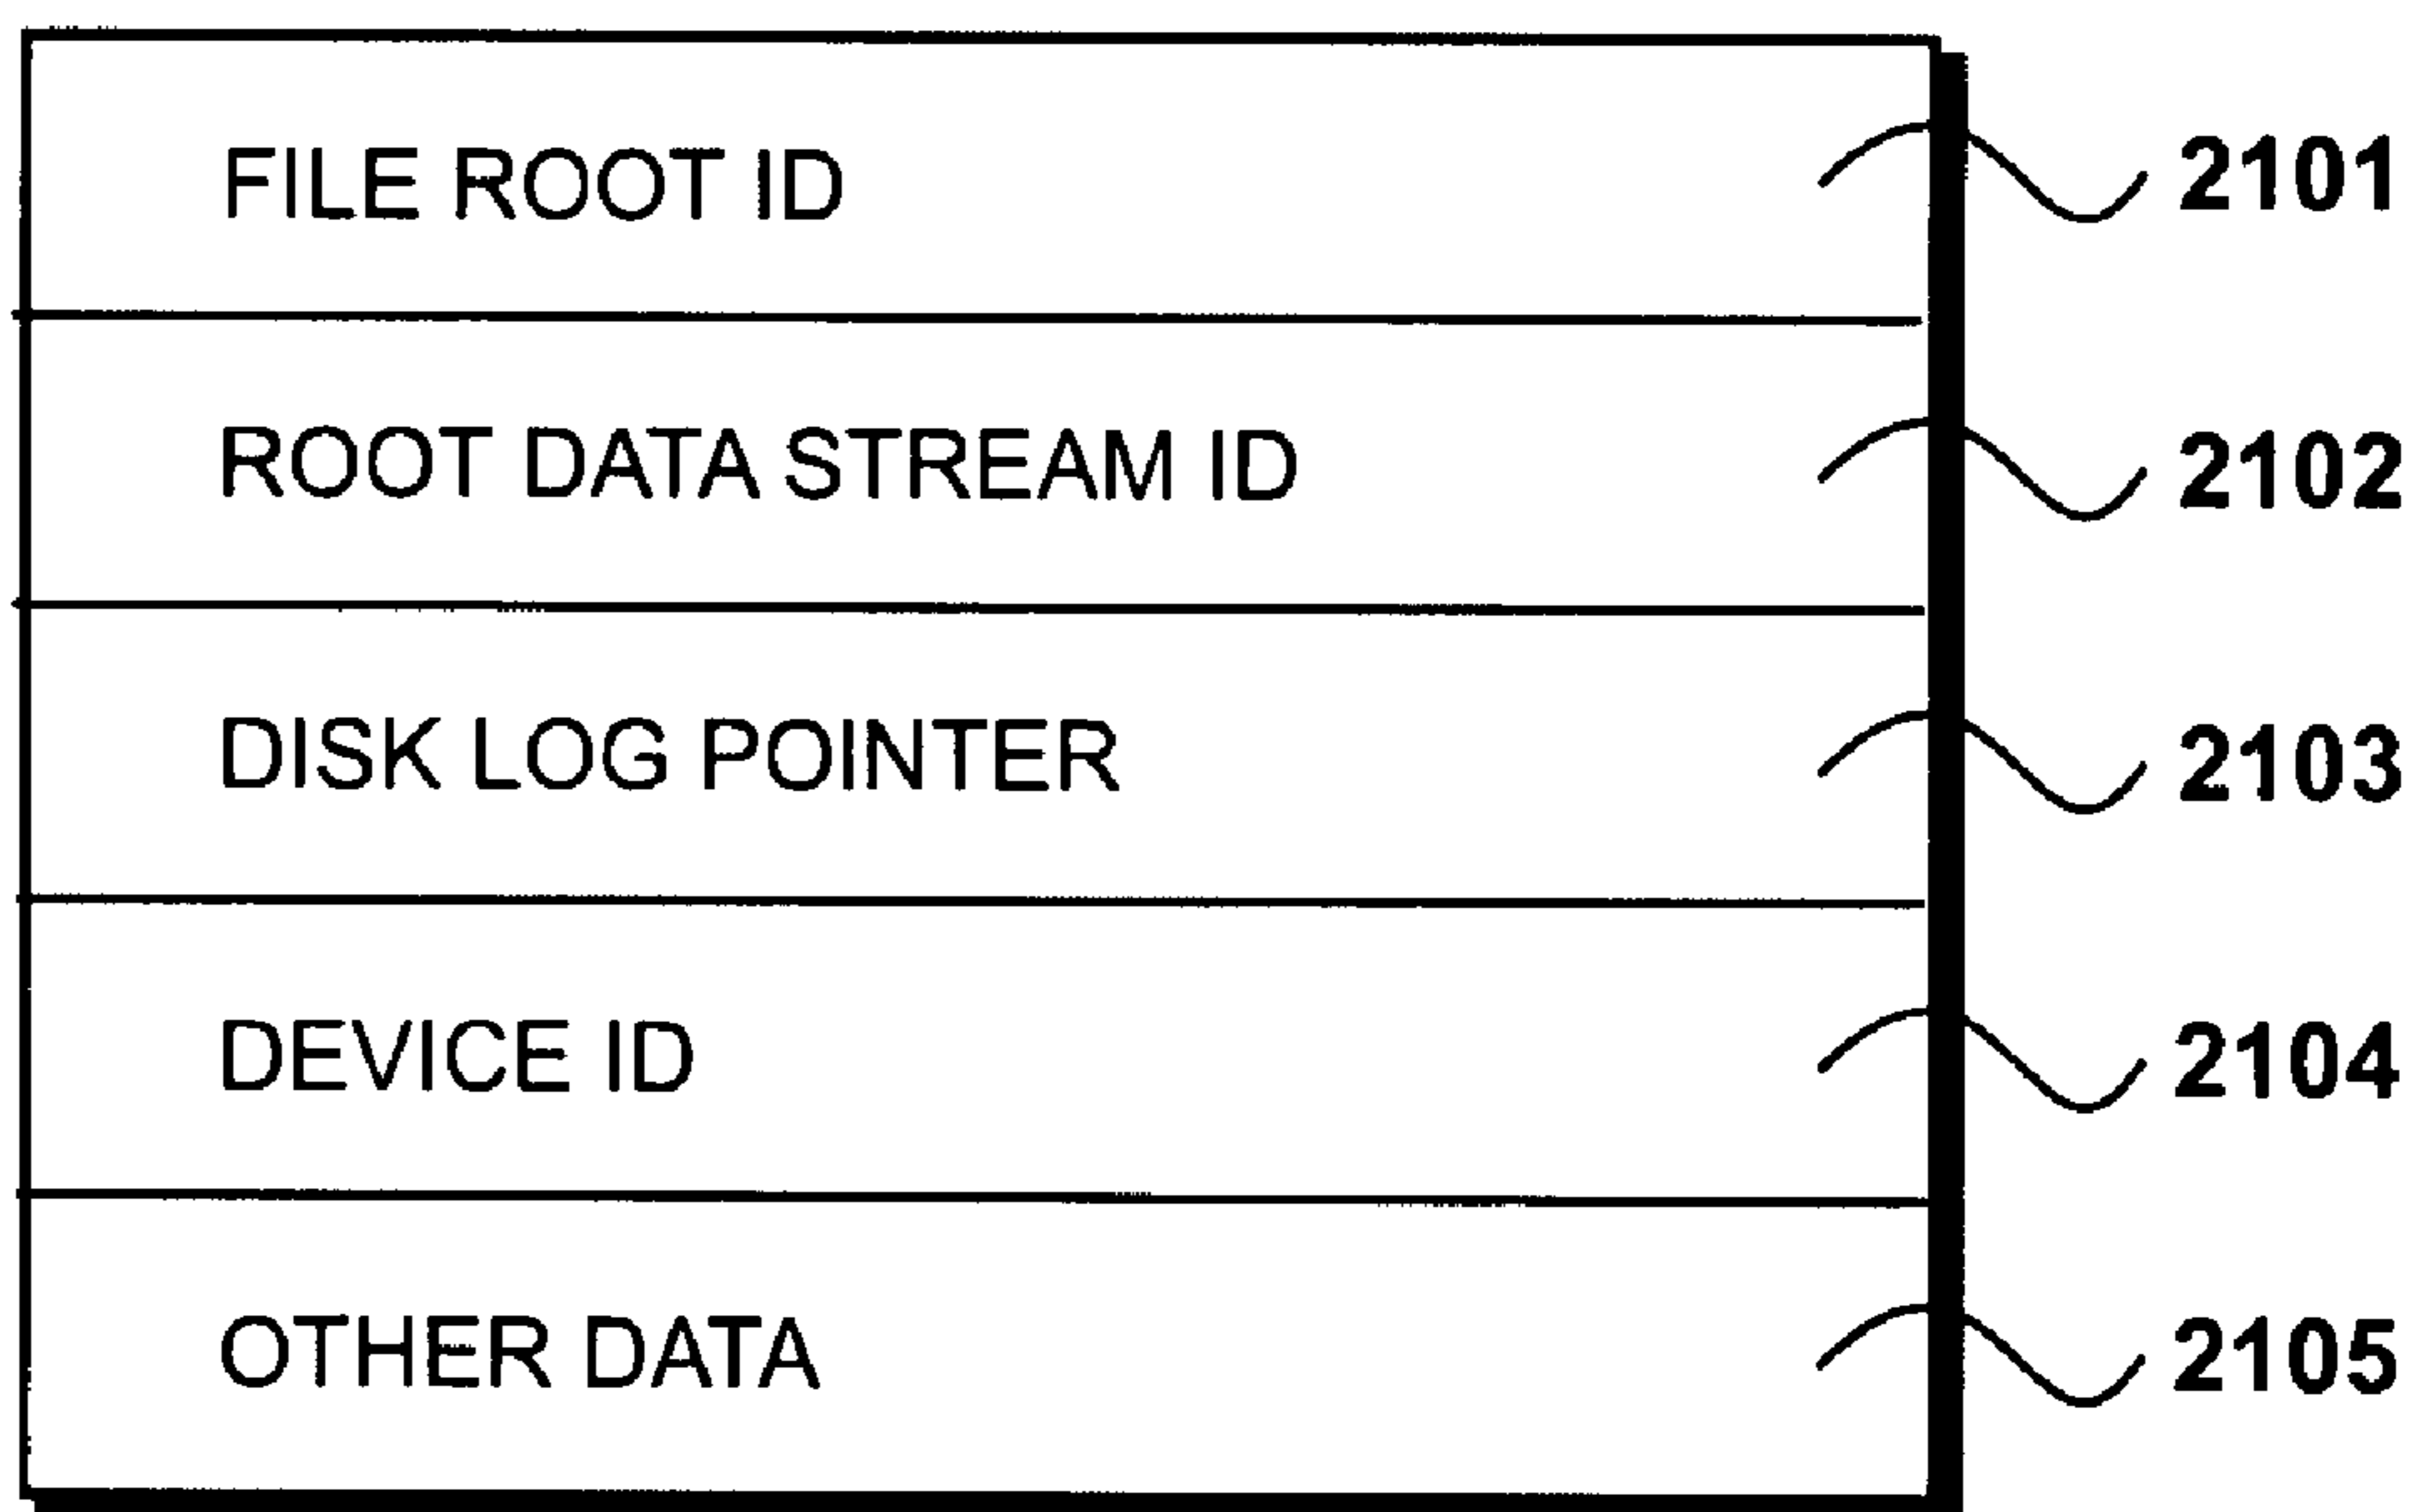 FILE ROOT ID 2101
ROOT DATA STREAM ID 2102
DISK LOG POINTER 2103
DEVICE ID 2104
OTHER DATA 2105